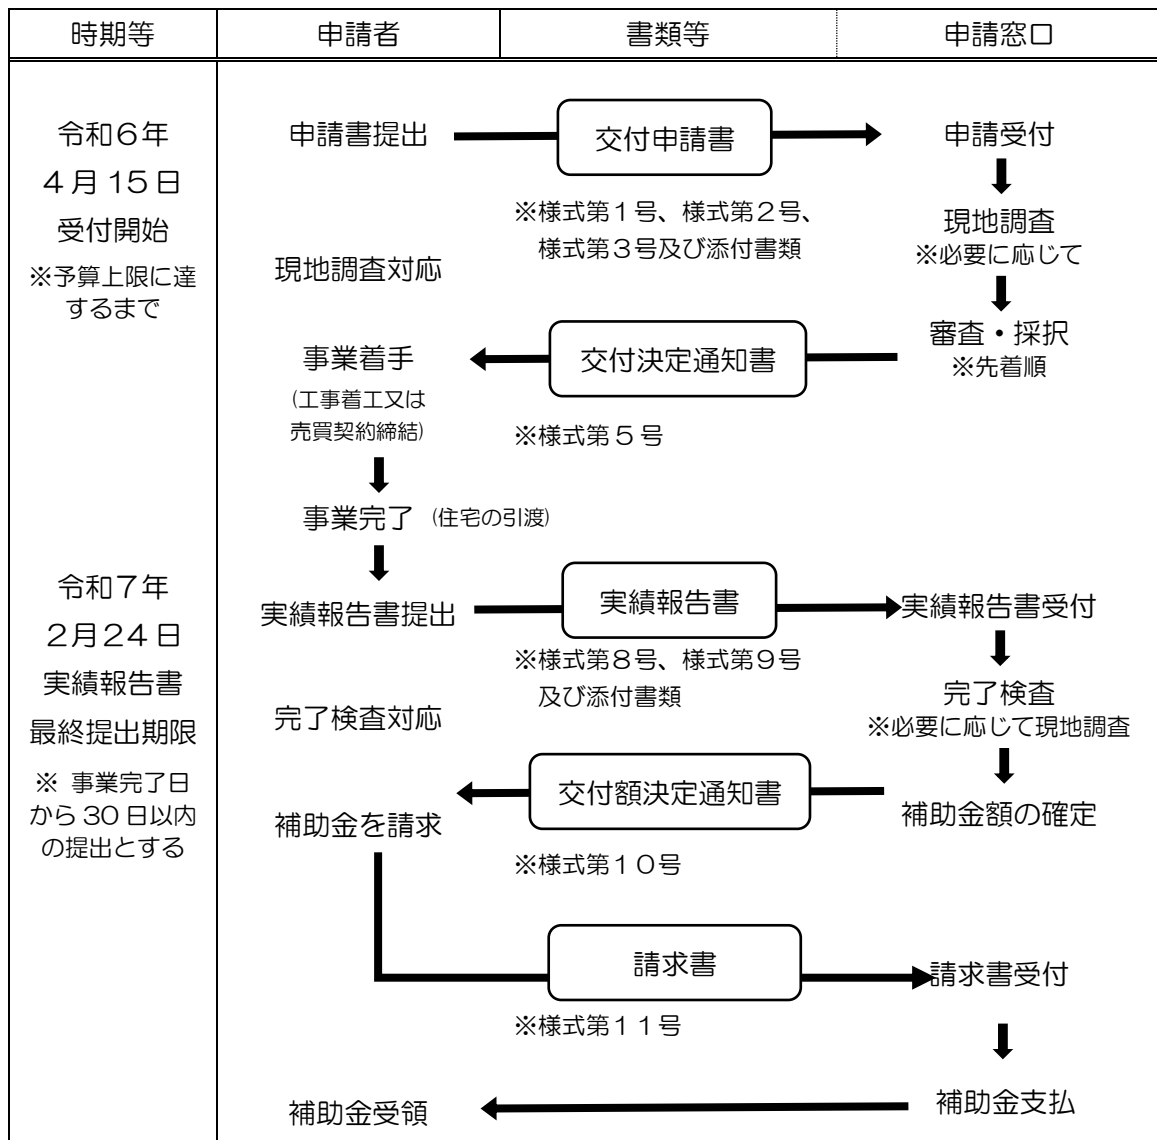 時期等
申請者
書類等
申請窓口
令和6年
4月15日
受付開始
※予算上限に達
するまで
申請書提出
交付申請書
申請受付
※様式第1号、様式第2号、
様式第3号及び添付書類
現地調査
※必要に応じて
現地調査対応
審査・採択
※先着順
事業着手
(工事着工又は
売買契約締結)
交付決定通知書
※様式第5号
事業完了 (住宅の引渡)
令和7年
2月24日
実績報告書
最終提出期限
※ 事業完了日
から30日以内
の提出とする
実績報告書提出
実績報告書
実績報告書受付
※様式第8号、様式第9号
及び添付書類
完了検査
※必要に応じて現地調査
完了検査対応
交付額決定通知書
補助金額の確定
補助金を請求
※様式第10号
請求書
請求書受付
※様式第11号
補助金受領
補助金支払